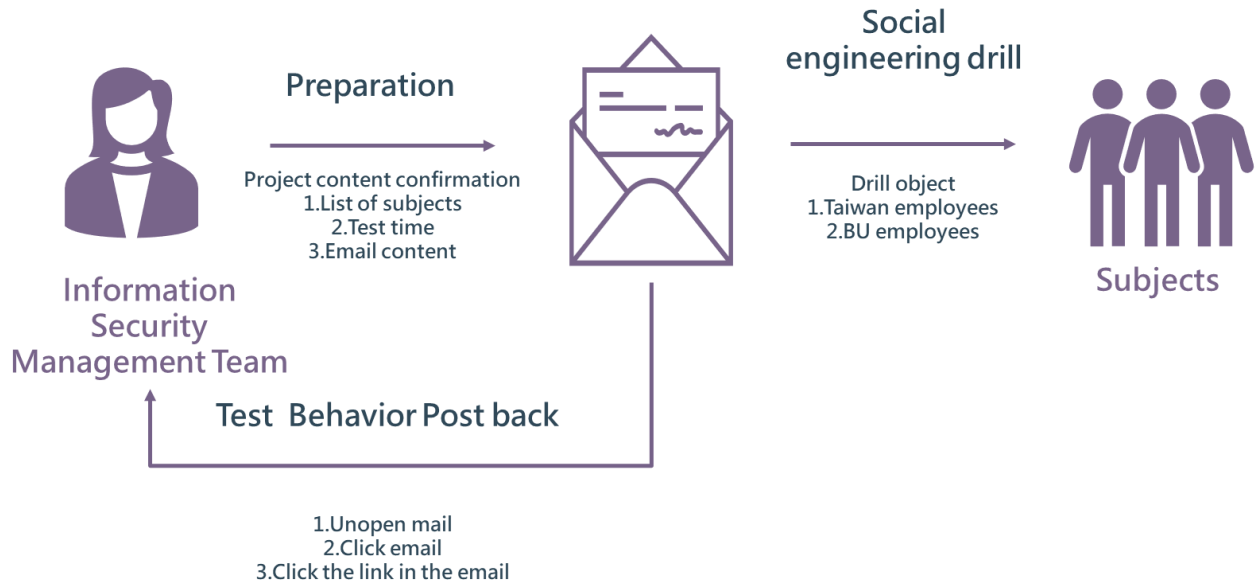 Preparation
Project content confirmation
1.List of subjects
2.Test time
3.Email content
Social
engineering drill
Drill object
1.Taiwan employees
2.BU employees
Subjects
Information
Security
Management Team
Test  Behavior Post back
1.Unopen mail
2.Click email
3.Click the link in the email